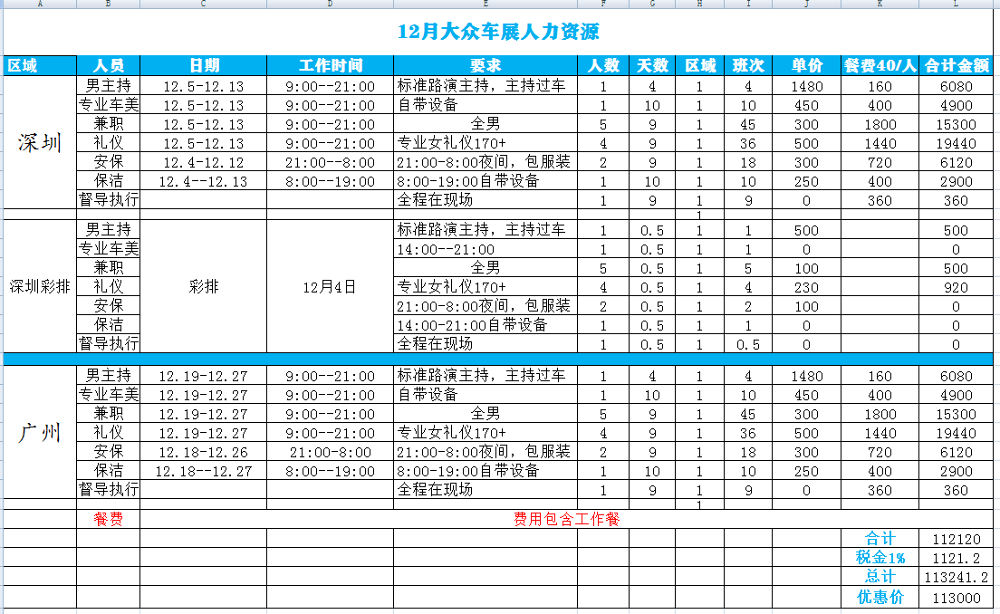 A B C D E F G H I J K L
12月大众车展人力资源
区域 人员 日期 工作时间 要求 人数 天数 区域 班次 单价 餐费40/人 合计金额
深圳 男主持 12.5-12.13 9:00--21:00 标准路演主持，主持过车 1 4 1 4 1480 160 6080
专业车美 12.5-12.13 9:00--21:00 自带设备 1 10 1 10 450 400 4900
兼职 12.5-12.13 9:00--21:00 全男 5 9 1 45 300 1800 15300
礼仪 12.5-12.13 9:00--21:00 专业女礼仪170+ 4 9 1 36 500 1440 19440
安保 12.4-12.12 21:00--8:00 21:00-8:00夜间，包服装 2 9 1 18 300 720 6120
保洁 12.4--12.13 8:00--19:00 8:00-19:00自带设备 1 10 1 10 250 400 2900
督导执行 全程在现场 1 9 1 9 0 360 360
1
深圳彩排 男主持 彩排 12月4日 标准路演主持，主持过车 1 0.5 1 1 500 500
专业车美 14:00--21:00 1 0.5 1 1 0 0
兼职 全男 5 0.5 1 5 100 500
礼仪 专业女礼仪170+ 4 0.5 1 4 230 920
安保 21:00-8:00夜间，包服装 2 0.5 1 2 100 0
保洁 14:00-21:00自带设备 1 0.5 1 1 0 0
督导执行 全程在现场 1 0.5 1 0.5 0 0
广州 男主持 12.19-12.27 9:00--21:00 标准路演主持，主持过车 1 4 1 4 1480 160 6080
专业车美 12.19-12.27 9:00--21:00 自带设备 1 10 1 10 450 400 4900
兼职 12.19-12.27 9:00--21:00 全男 5 9 1 45 300 1800 15300
礼仪 12.19-12.27 9:00--21:00 专业女礼仪170+ 4 9 1 36 500 1440 19440
安保 12.18-12.26 21:00-8:00 21:00-8:00夜间，包服装 2 9 1 18 300 720 6120
保洁 12.18--12.27 8:00--19:00 8:00-19:00自带设备 1 10 1 10 250 400 2900
督导执行 全程在现场 1 9 1 9 0 360 360
1
餐费 费用包含工作餐
合计 112120
税金1% 1121.2
总计 113241.2
优惠价 113000